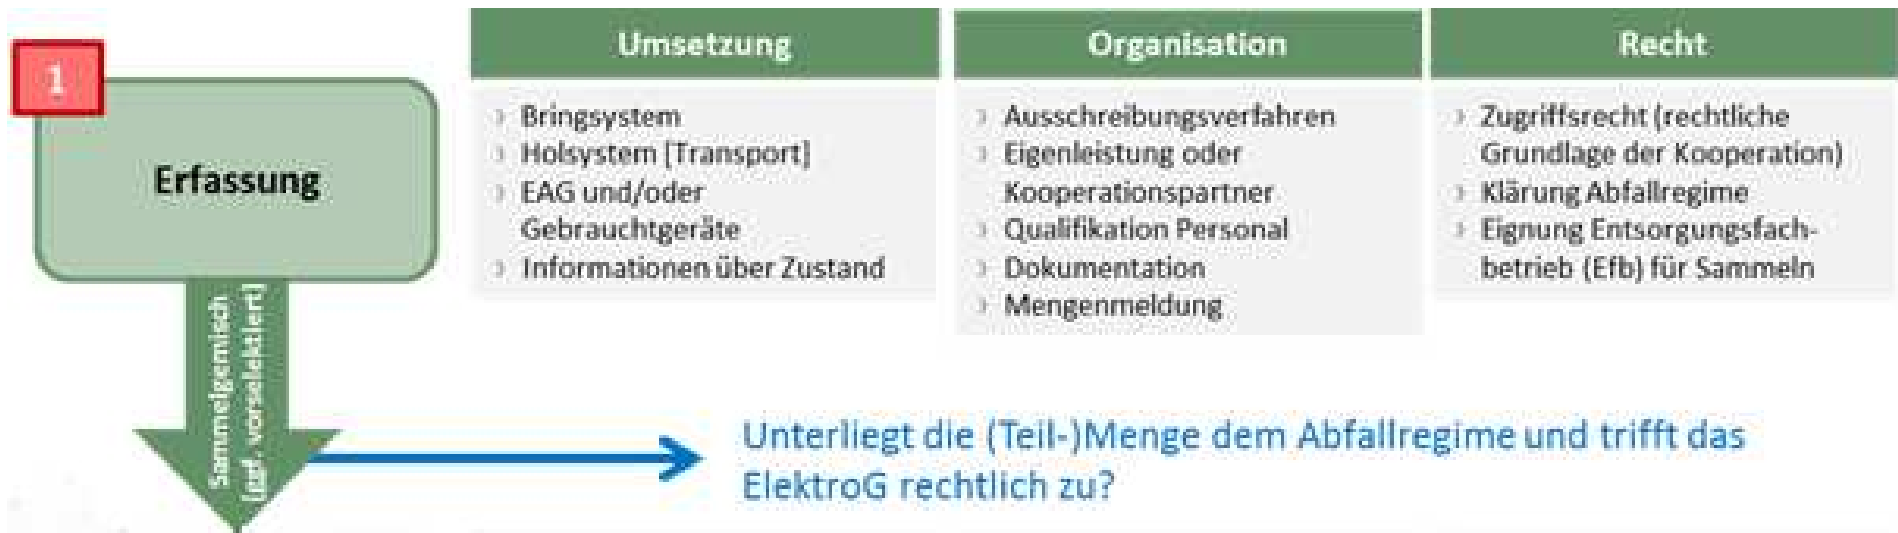 1
Erfassung
Sammelgemisch
[ggf. vorselektiert]
Umsetzung
› Bringsystem
› Holsystem [Transport]
› EAG und/oder
Gebrauchtgeräte
› Informationen über Zustand
Organisation
› Ausschreibungsverfahren
› Eigenleistung oder
Kooperationspartner
› Qualifikation Personal
› Dokumentation
› Mengenmeldung
Recht
› Zugriffsrecht (rechtliche
Grundlage der Kooperation)
› Klärung Abfallregime
› Eignung Entsorgungsfach-
betrieb (Efb) für Sammeln
Unterliegt die (Teil-)Menge dem Abfallregime und trifft das
ElektroG rechtlich zu?